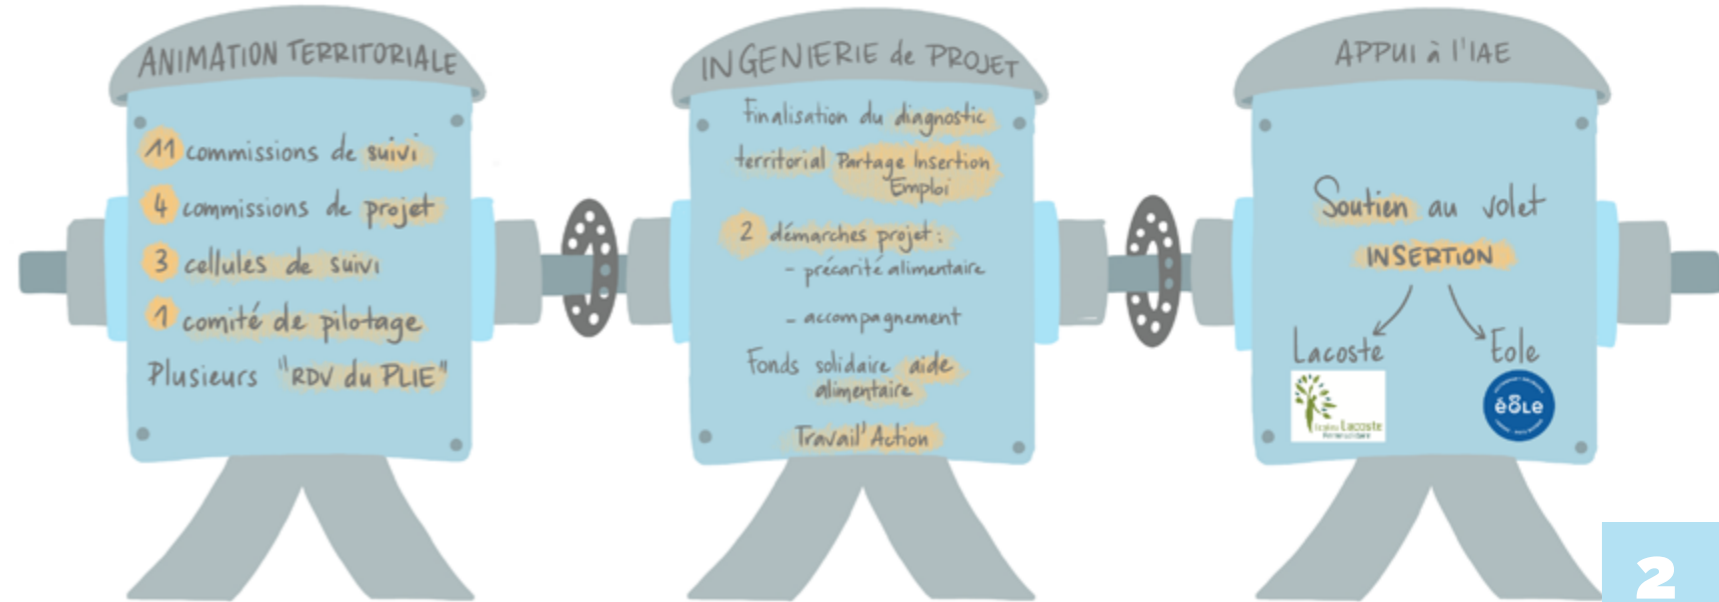 ANIMATION TERRITORIALE
11 commissions de suivi
4 commissions de projet
3 cellules de suivi
1 comité de pilotage
Plusieurs "RDV du PLIE"
INGENIERIE de PROJET
Finalisation du diagnostic
territorial Partage Insertion
Emploi
2 démarches projet :
- précarité alimentaire
- accompagnement
Fonds solidaire aide
alimentaire
Travail'Action
APPUI à l'IAE
Soutien au volet
INSERTION
Lacoste
Eole
Lacoste
éole
2